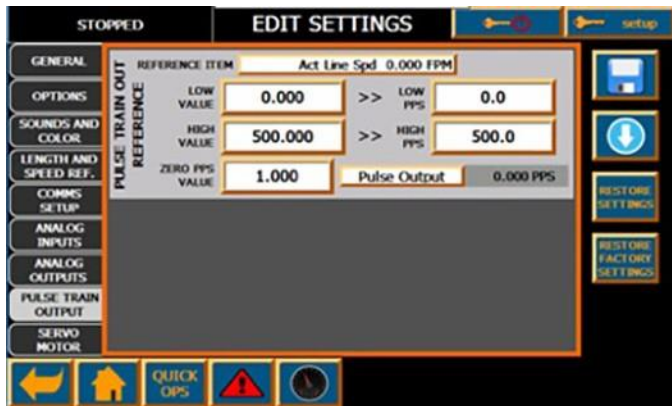 STOPPED EDIT SETTINGS setup
GENERAL
OPTIONS
SOUNDS AND
COLOR
LENGTH AND
SPEED REF.
COMMS
SETUP
ANALOG
INPUTS
ANALOG
OUTPUTS
PULSE TRAIN
OUTPUT
SERVO
MOTOR
PULSE TRAIN OUT
REFERENCE
REFERENCE ITEM Act Line Spd 0.000 FPM
LOW
VALUE
0.000 >>
LOW
PPS
0.0
HIGH
VALUE
500.000 >>
HIGH
PPS
500.0
ZERO PPS
VALUE
1.000 Pulse Output 0.000 PPS
RESTORE
SETTINGS
RESTORE
FACTORY
SETTINGS
QUICK
OPS